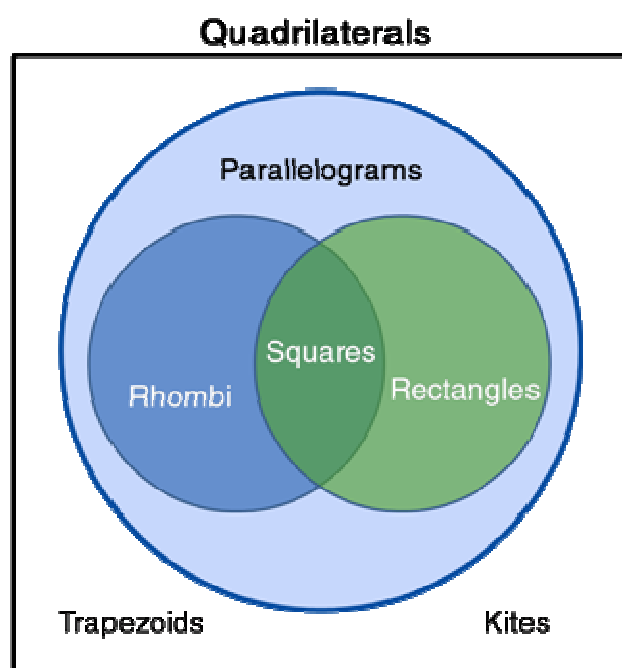 Quadrilaterals
Parallelograms
Squares
Rhombi
Rectangles
Trapezoids
Kites